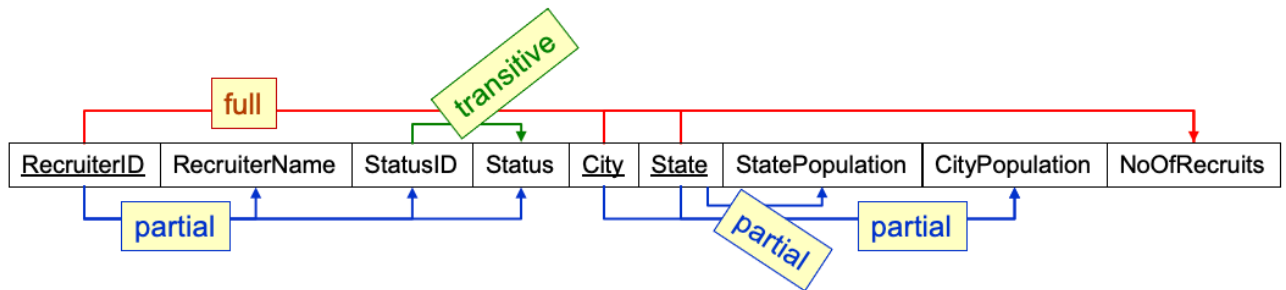 transitive
full
RecruiterID RecruiterName StatusID Status City State StatePopulation CityPopulation NoOfRecruits
partial partial partial